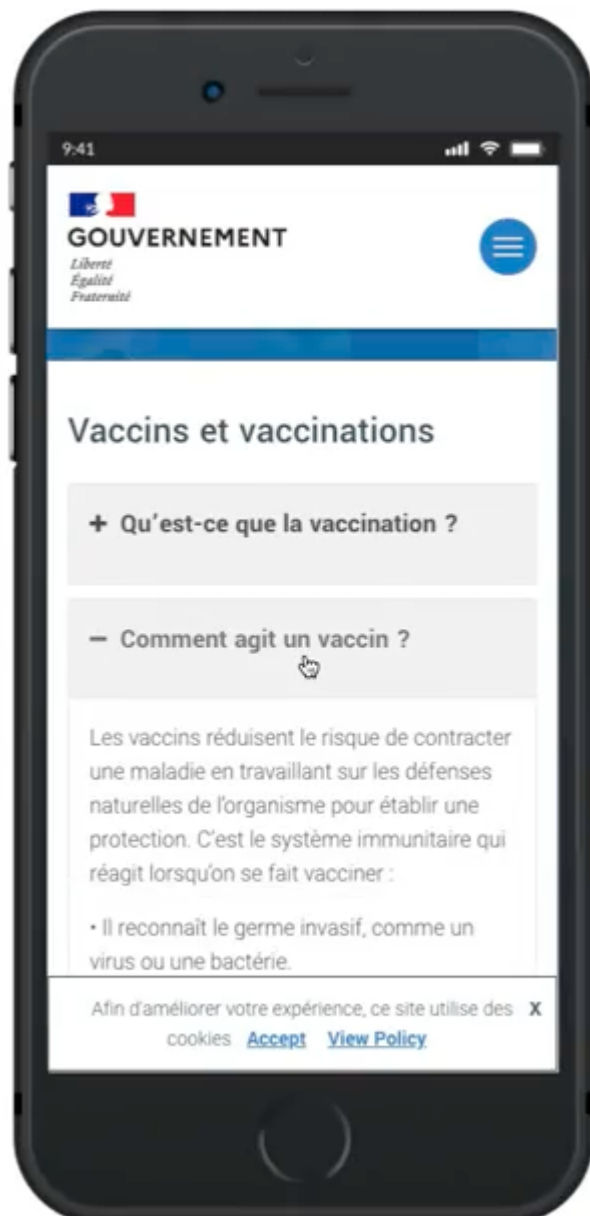 9:41
GOUVERNEMENT
Liberté
Égalité
Fraternité
Vaccins et vaccinations
+ Qu'est-ce que la vaccination ?
− Comment agit un vaccin ?
Les vaccins réduisent le risque de contracter
une maladie en travaillant sur les défenses
naturelles de l'organisme pour établir une
protection. C'est le système immunitaire qui
réagit lorsqu'on se fait vacciner :
• Il reconnaît le germe invasif, comme un
virus ou une bactérie.
Afin d'améliorer votre expérience, ce site utilise des X
cookies Accept View Policy